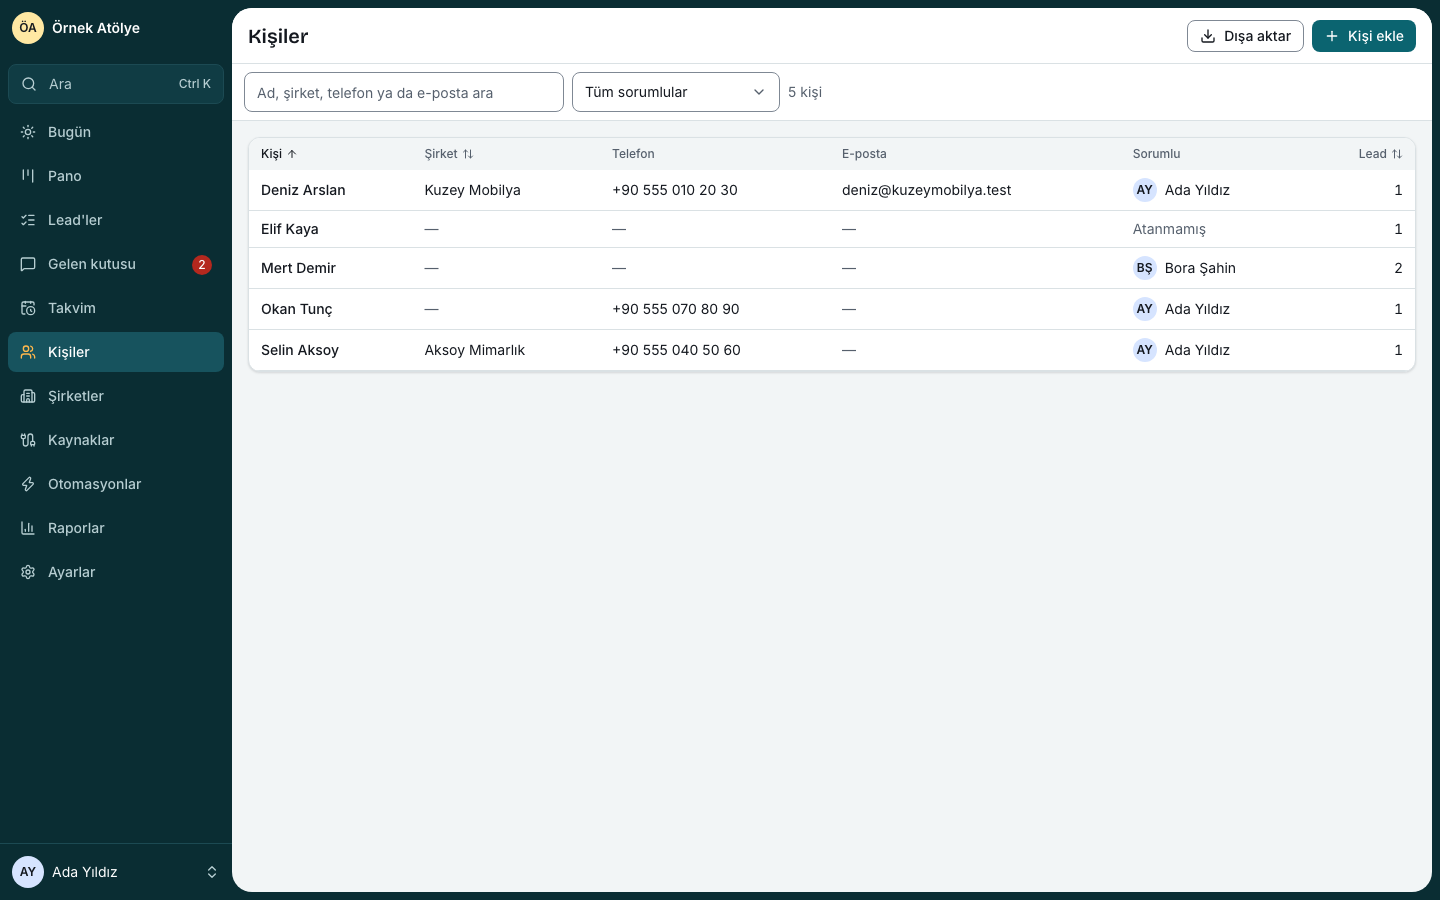 ÖA Örnek Atölye
Ara Ctrl K
Bugün
Pano
Lead'ler
Gelen kutusu 2
Takvim
Kişiler
Şirketler
Kaynaklar
Otomasyonlar
Raporlar
Ayarlar
AY Ada Yıldız
Kişiler Dışa aktar Kişi ekle
Ad, şirket, telefon ya da e-posta ara Tüm sorumlular 5 kişi
Kişi Şirket Telefon E-posta Sorumlu Lead
Deniz Arslan Kuzey Mobilya +90 555 010 20 30 deniz@kuzeymobilya.test AY Ada Yıldız 1
Elif Kaya — — — Atanmamış 1
Mert Demir — — — BŞ Bora Şahin 2
Okan Tunç — +90 555 070 80 90 — AY Ada Yıldız 1
Selin Aksoy Aksoy Mimarlık +90 555 040 50 60 — AY Ada Yıldız 1